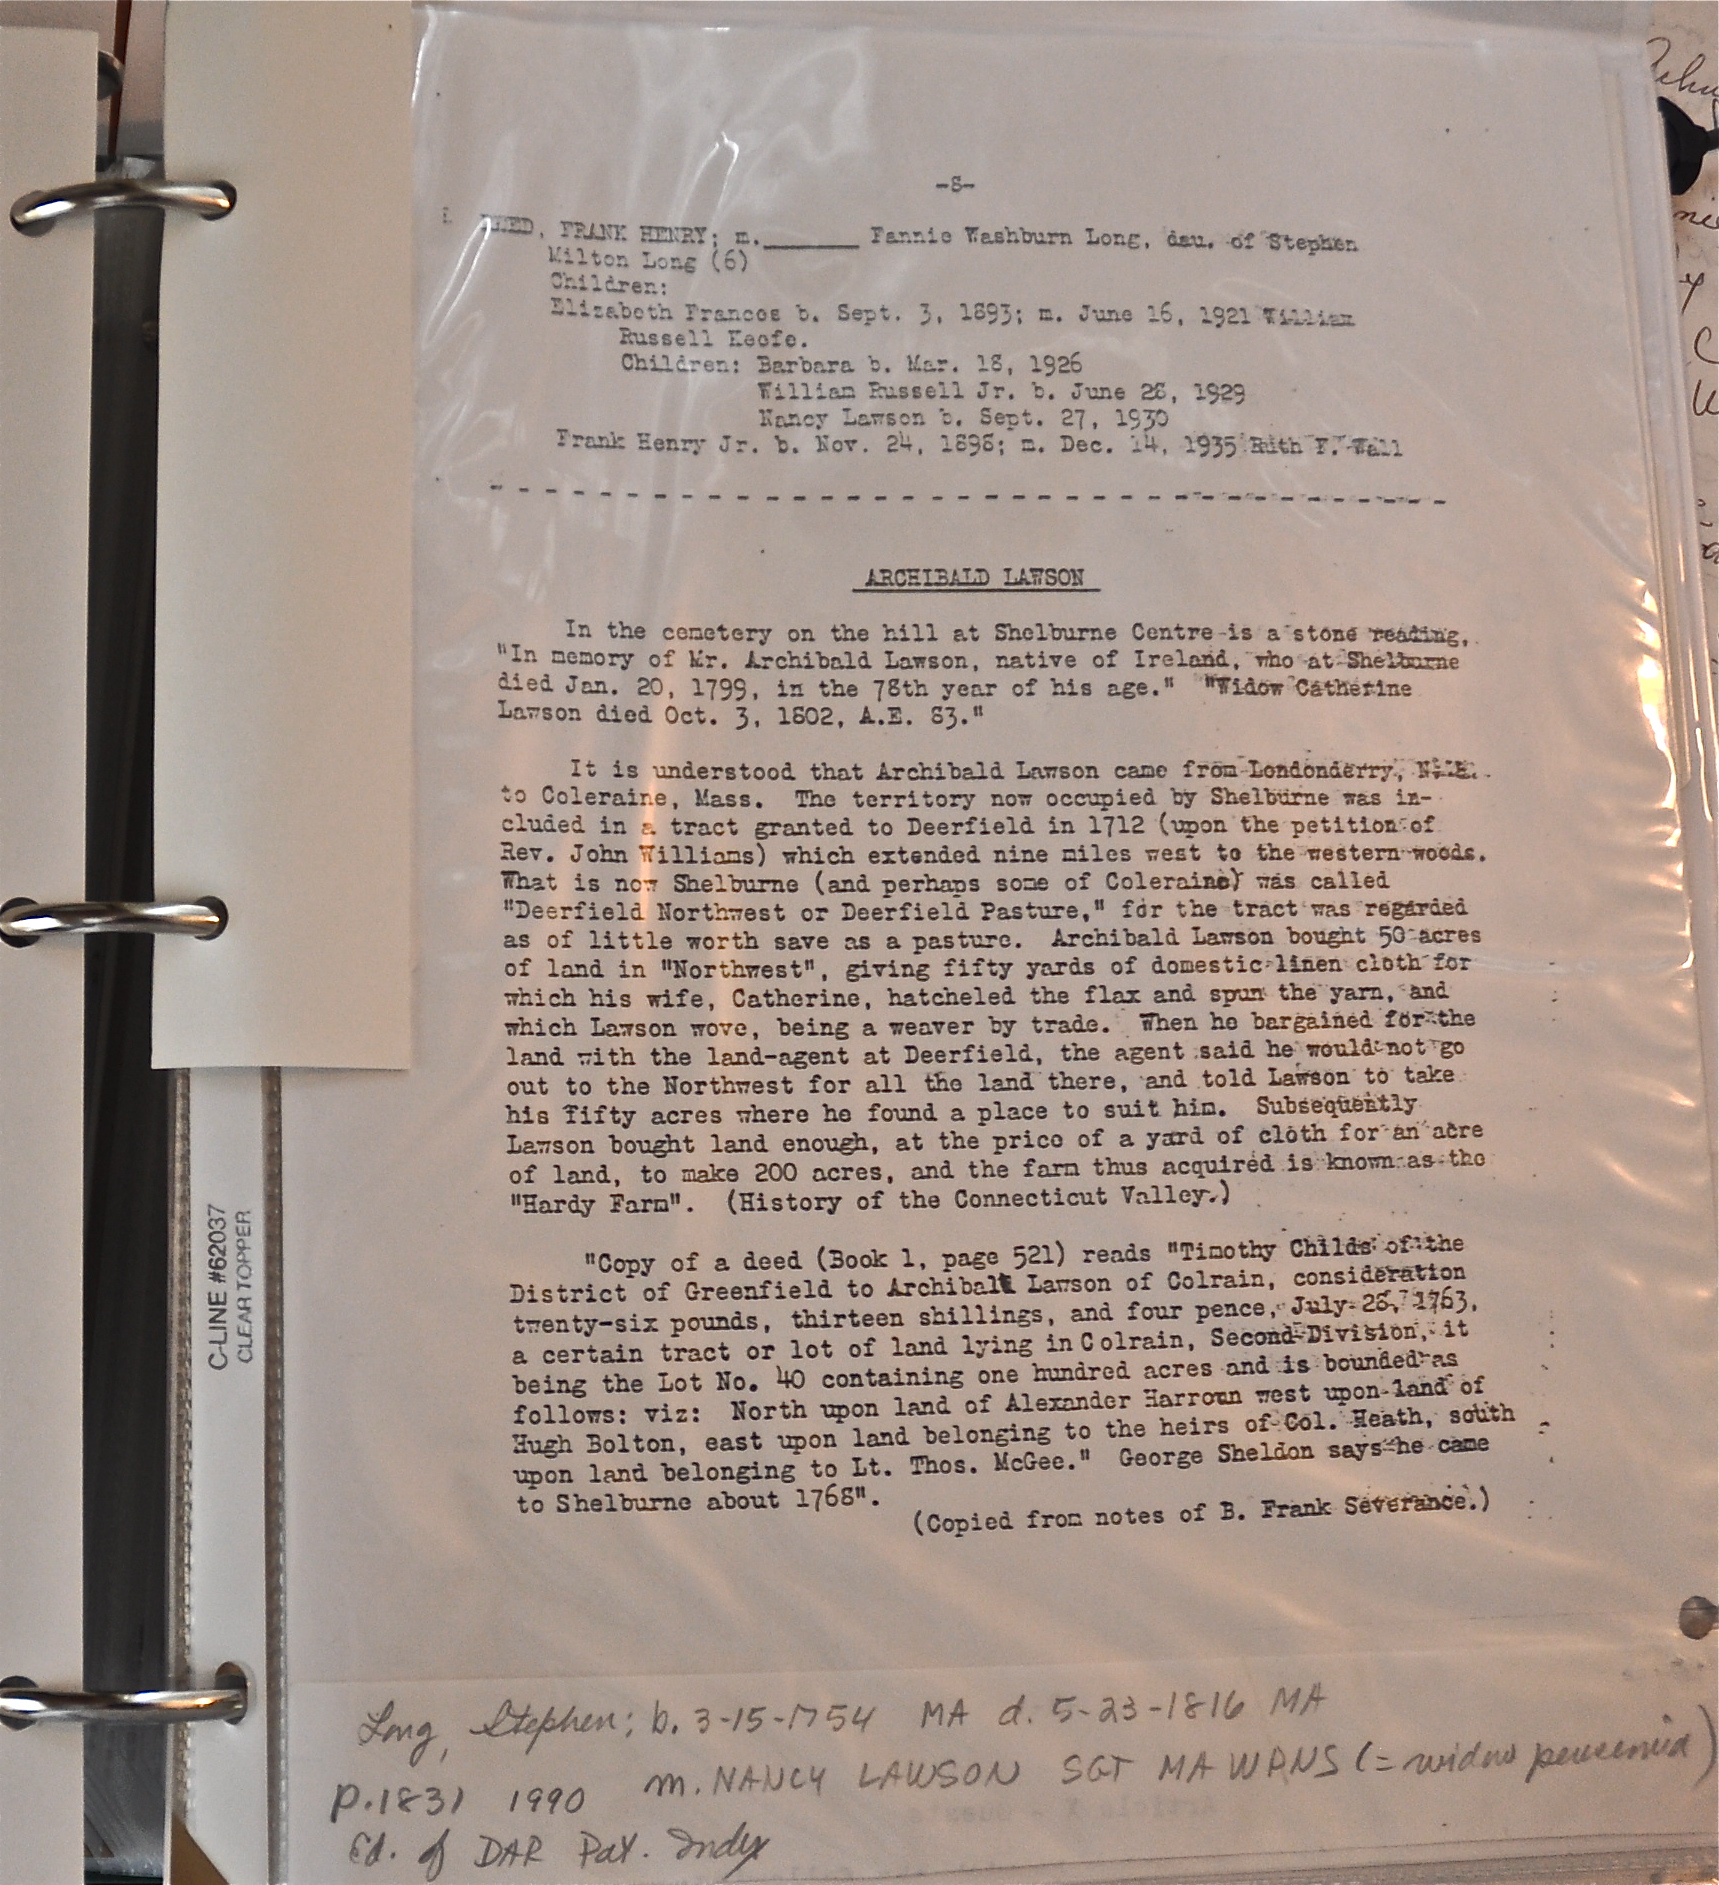 -8-
REED, FRANK HENRY; m.________ Fannie Washburn Long, dau. of Stephen
Milton Long (6)
Children:
Elizabeth Frances b. Sept. 3, 1893; m. June 16, 1921 William
Russell Keefe.
Children: Barbara b. Mar. 18, 1926
William Russell Jr. b. June 28, 1929
Nancy Lawson b. Sept. 27, 1930
Frank Henry Jr. b. Nov. 24, 1898; m. Dec. 14, 1935 Ruth F. Wall
ARCHIBALD LAWSON
In the cemetery on the hill at Shelburne Centre is a stone reading,
"In memory of Mr. Archibald Lawson, native of Ireland, who at Shelburne
died Jan. 20, 1799, in the 78th year of his age." "Widow Catherine
Lawson died Oct. 3, 1802, A.E. 83."
It is understood that Archibald Lawson came from Londonderry, N.H.
to Coleraine, Mass. The territory now occupied by Shelburne was in-
cluded in a tract granted to Deerfield in 1712 (upon the petition of
Rev. John Williams) which extended nine miles west to the western woods.
What is now Shelburne (and perhaps some of Coleraine) was called
"Deerfield Northwest or Deerfield Pasture," for the tract was regarded
as of little worth save as a pasture. Archibald Lawson bought 50 acres
of land in "Northwest", giving fifty yards of domestic linen cloth for
which his wife, Catherine, hatcheled the flax and spun the yarn, and
which Lawson wove, being a weaver by trade. When he bargained for the
land with the land-agent at Deerfield, the agent said he would not go
out to the Northwest for all the land there, and told Lawson to take
his fifty acres where he found a place to suit him. Subsequently
Lawson bought land enough, at the price of a yard of cloth for an acre
of land, to make 200 acres, and the farm thus acquired is known as the
"Hardy Farm". (History of the Connecticut Valley.)
"Copy of a deed (Book 1, page 521) reads "Timothy Childs of the
District of Greenfield to Archibalt Lawson of Colrain, consideration
twenty-six pounds, thirteen shillings, and four pence, July 28, 1763,
a certain tract or lot of land lying in Colrain, Second Division, it
being the Lot No. 40 containing one hundred acres and is bounded as
follows: viz: North upon land of Alexander Harroun west upon land of
Hugh Bolton, east upon land belonging to the heirs of Col. Heath, south
upon land belonging to Lt. Thos. McGee." George Sheldon says he came
to Shelburne about 1768".
(Copied from notes of B. Frank Severance.)
Long, Stephen: b. 3-15-1754 MA d. 5-23-1816 MA
m. NANCY LAWSON SGT MA WPNS (= widow pensioned)
p. 1831 1990
Ed. of DAR Pat. Index
C-LINE #62037
CLEAR TOPPER